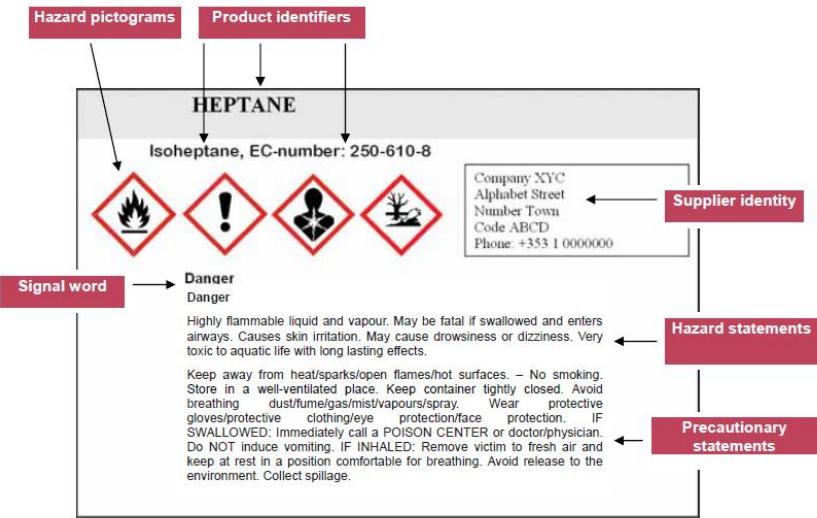 Hazard pictograms
Product identifiers
HEPTANE
Isoheptane, EC-number: 250-610-8
Company XYC
Alphabet Street
Number Town
Code ABCD
Phone: +353 1 0000000
Supplier identity
Signal word
Danger
Danger
Highly flammable liquid and vapour. May be fatal if swallowed and enters
airways. Causes skin irritation. May cause drowsiness or dizziness. Very
toxic to aquatic life with long lasting effects.
Hazard statements
Keep away from heat/sparks/open flames/hot surfaces. – No smoking.
Store in a well-ventilated place. Keep container tightly closed. Avoid
breathing dust/fume/gas/mist/vapours/spray. Wear protective
gloves/protective clothing/eye protection/face protection. IF
SWALLOWED: Immediately call a POISON CENTER or doctor/physician.
Do NOT induce vomiting. IF INHALED: Remove victim to fresh air and
keep at rest in a position comfortable for breathing. Avoid release to the
environment. Collect spillage.
Precautionary
statements